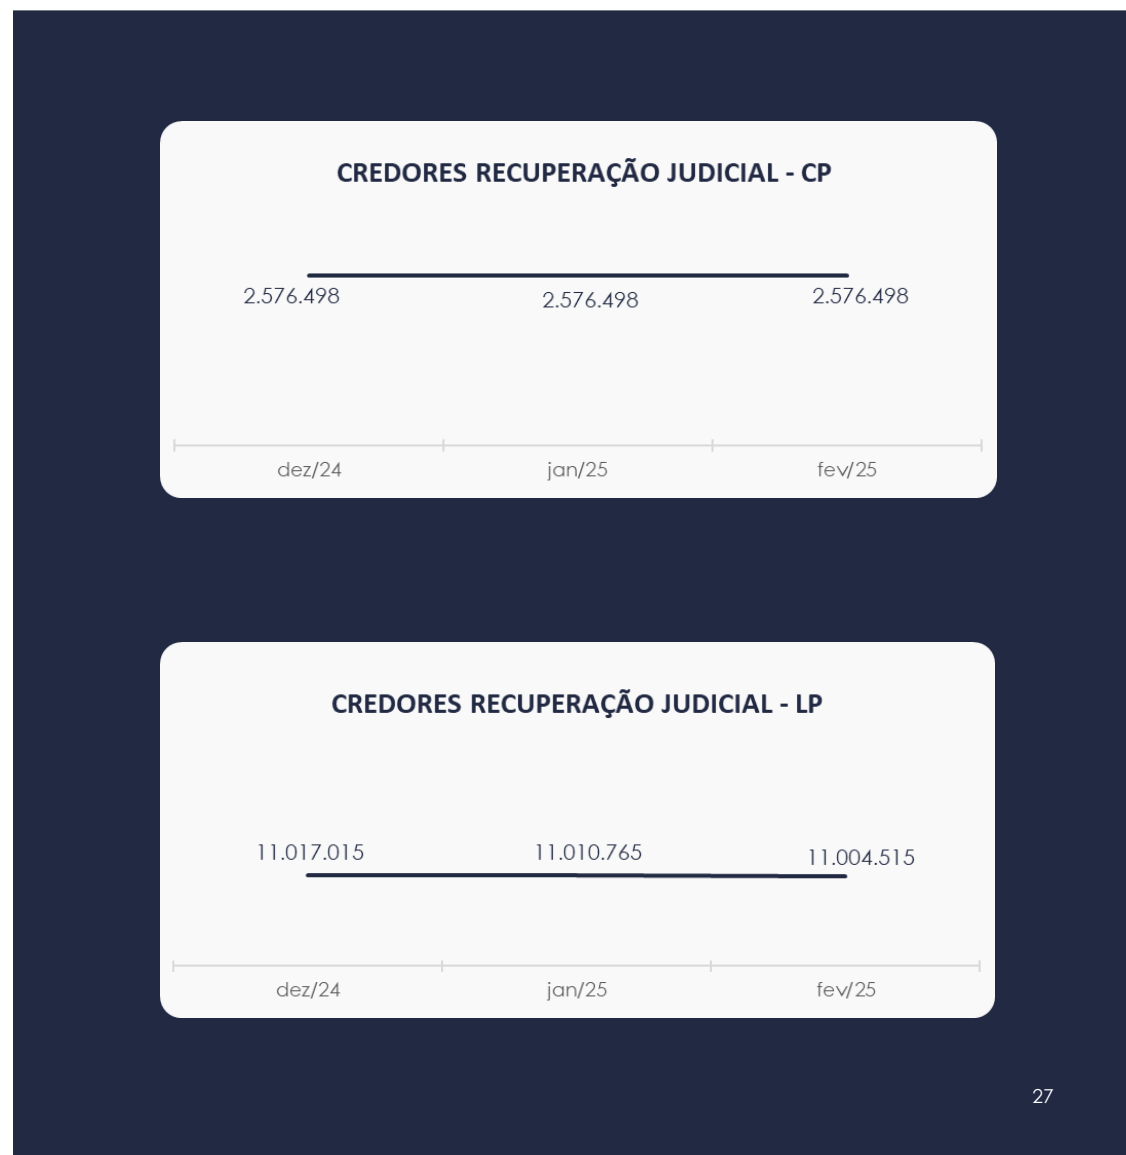 CREDORES RECUPERAÇÃO JUDICIAL - CP
2.576.498 2.576.498 2.576.498
dez/24 jan/25 fev/25
CREDORES RECUPERAÇÃO JUDICIAL - LP
11.017.015 11.010.765 11.004.515
dez/24 jan/25 fev/25
27